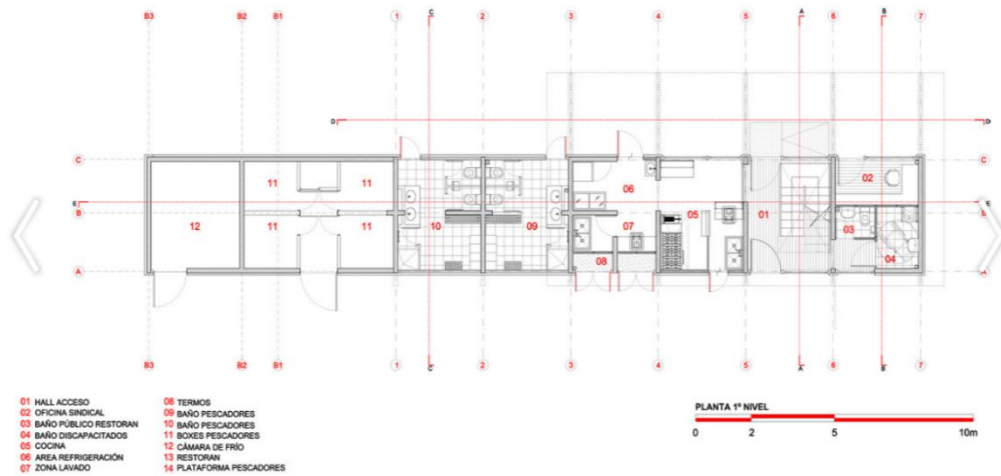 B3 B2 B1 1 C 2 3 4 5 A 6 B 7
D D
C 11 11 06 02 C
E 01 E
B 12 11 11 10 09 07 05 03 B
A 08 04
B3 B2 B1 1 C 2 3 4 5 A 6 B 7
01 HALL ACCESO
02 OFICINA SINDICAL
03 BAÑO PÚBLICO RESTORAN
04 BAÑO DISCAPACITADOS
05 COCINA
06 AREA REFRIGERACIÓN
07 ZONA LAVADO
08 TERMOS
09 BAÑO PESCADORES
10 BAÑO PESCADORES
11 BOXES PESCADORES
12 CÁMARA DE FRÍO
13 RESTORAN
14 PLATAFORMA PESCADORES
PLANTA 1º NIVEL
0 2 5 10m